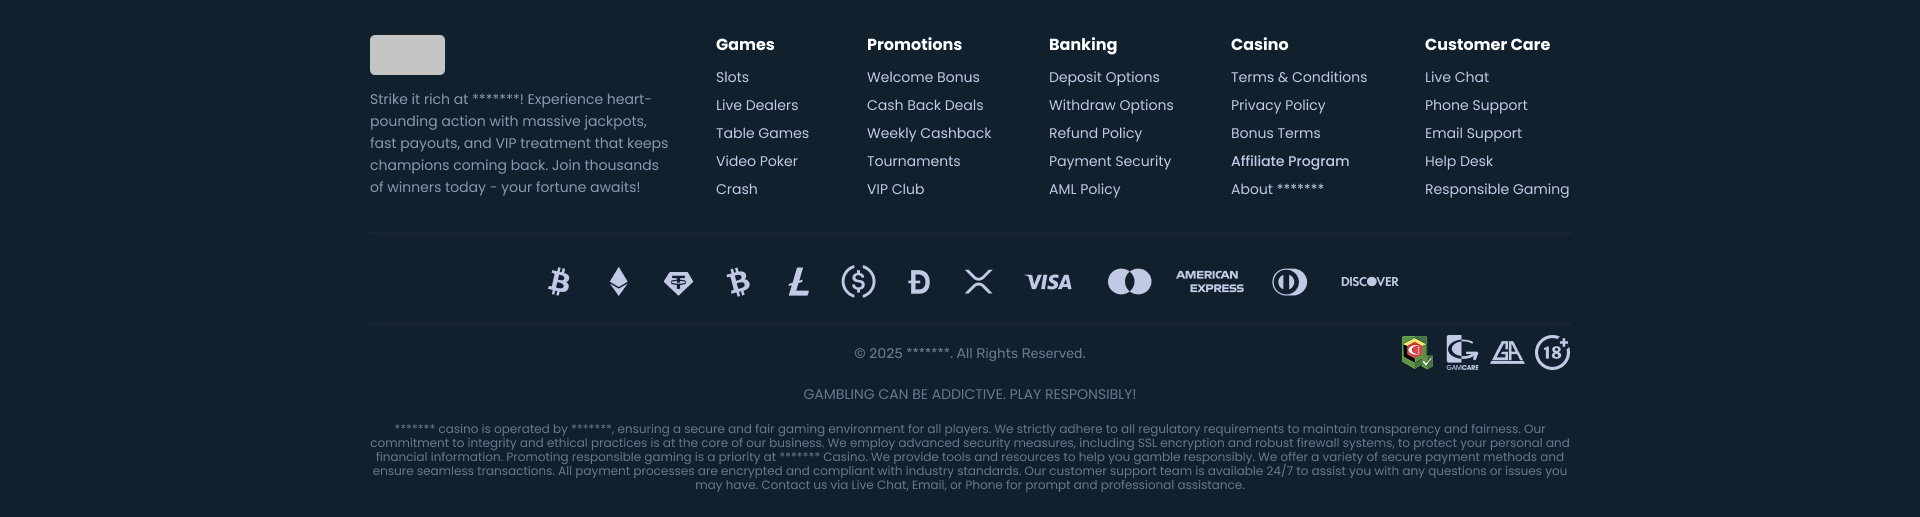 Strike it rich at *******! Experience heart-
pounding action with massive jackpots,
fast payouts, and VIP treatment that keeps
champions coming back. Join thousands
of winners today - your fortune awaits!
Games
Slots
Live Dealers
Table Games
Video Poker
Crash
Promotions
Welcome Bonus
Cash Back Deals
Weekly Cashback
Tournaments
VIP Club
Banking
Deposit Options
Withdraw Options
Refund Policy
Payment Security
AML Policy
Casino
Terms & Conditions
Privacy Policy
Bonus Terms
Affiliate Program
About *******
Customer Care
Live Chat
Phone Support
Email Support
Help Desk
Responsible Gaming
VISA
AMERICAN
EXPRESS
DISCOVER
© 2025 *******. All Rights Reserved.
GAMCARE
GA
18+
GAMBLING CAN BE ADDICTIVE. PLAY RESPONSIBLY!
******* casino is operated by *******, ensuring a secure and fair gaming environment for all players. We strictly adhere to all regulatory requirements to maintain transparency and fairness. Our
commitment to integrity and ethical practices is at the core of our business. We employ advanced security measures, including SSL encryption and robust firewall systems, to protect your personal and
financial information. Promoting responsible gaming is a priority at ******* Casino. We provide tools and resources to help you gamble responsibly. We offer a variety of secure payment methods and
ensure seamless transactions. All payment processes are encrypted and compliant with industry standards. Our customer support team is available 24/7 to assist you with any questions or issues you
may have. Contact us via Live Chat, Email, or Phone for prompt and professional assistance.